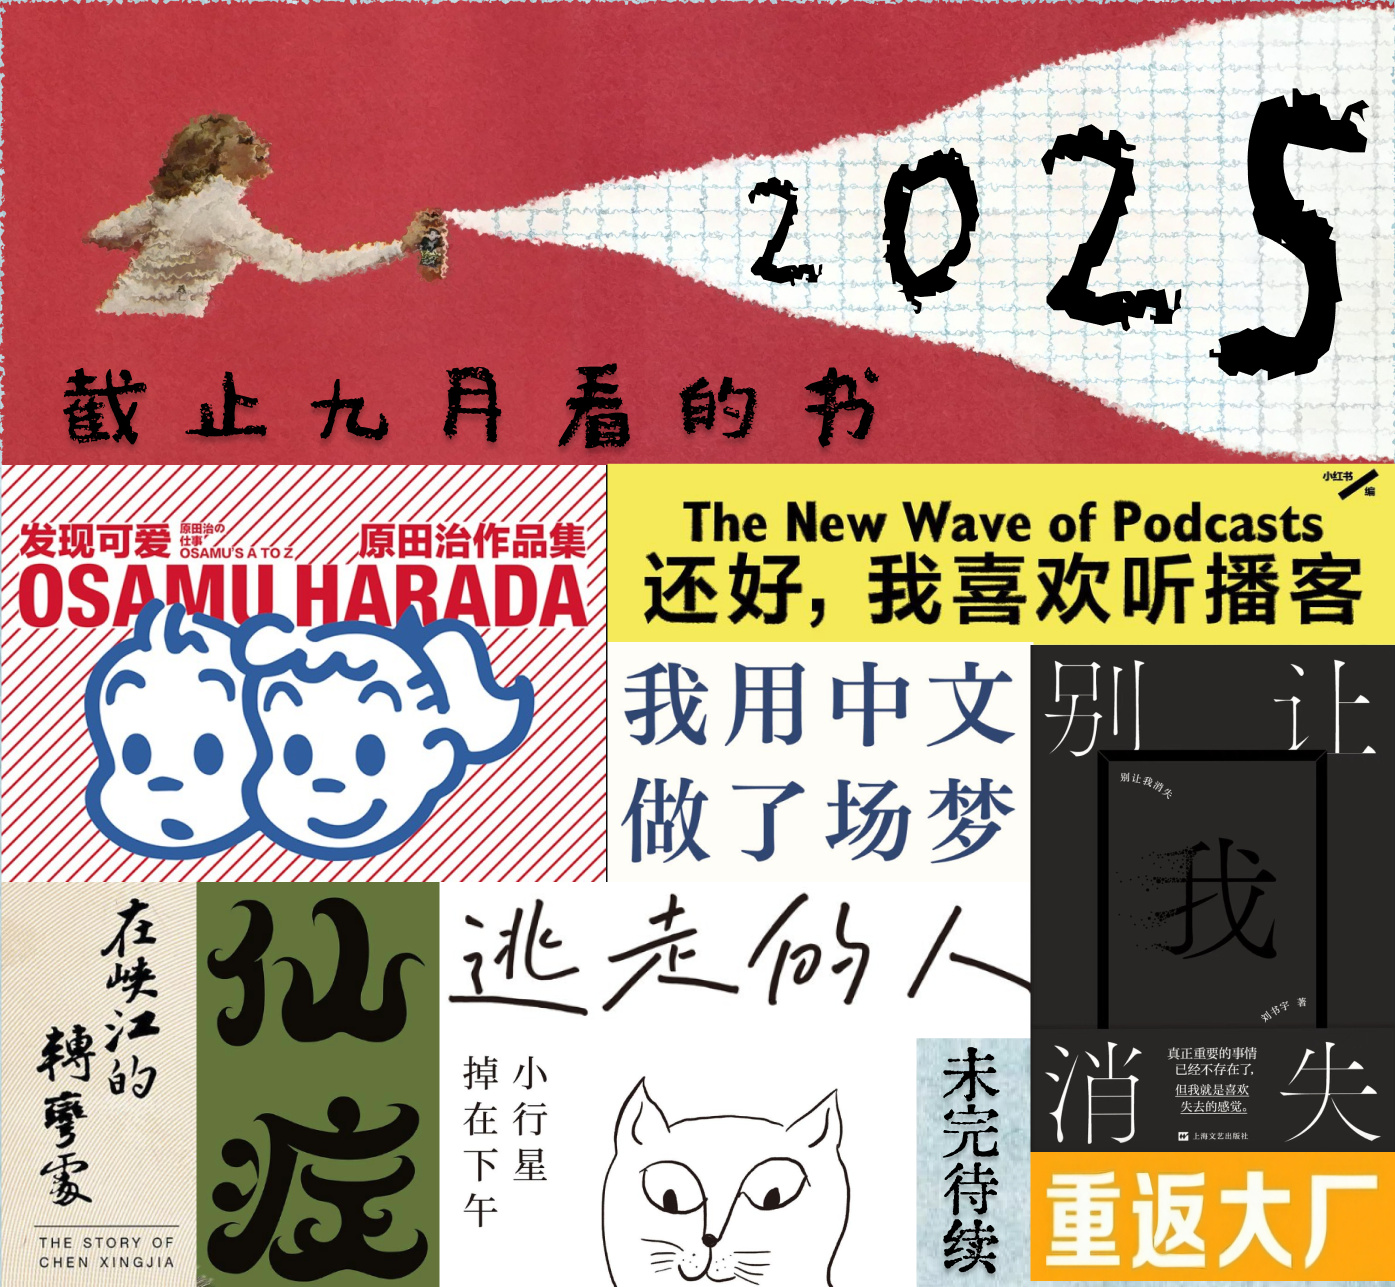 2025
截止九月看的书
发现可爱
原田治の
仕事
OSAMU'S A TO Z
原田治作品集
OSAMU HARADA
小红书
编
The New Wave of Podcasts
还好，我喜欢听播客
我用中文
做了场梦
别让
别让我消失
我
刘书宇 著
消失
真正重要的事情
已经不存在了，
但我就是喜欢
失去的感觉。
上海文艺出版社
在峡江的
轉彎處
THE STORY OF
CHEN XINGJIA
仙症
逃走的人
小行星
掉在下午
未完待续
重返大厂